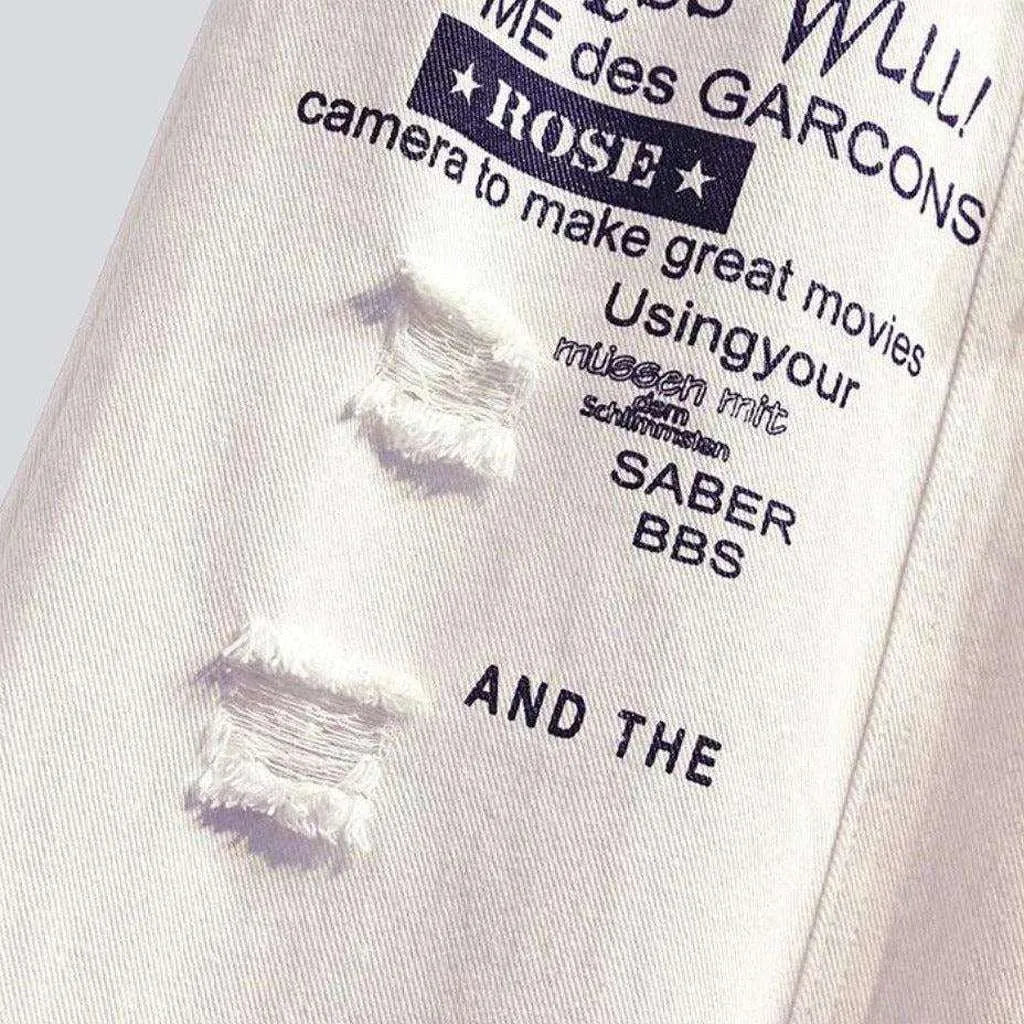 ME des GARCONS
★ROSE★
camera to make great movies
Usingyour
müssen mit
dem
Schlimmsten
SABER
BBS
AND THE